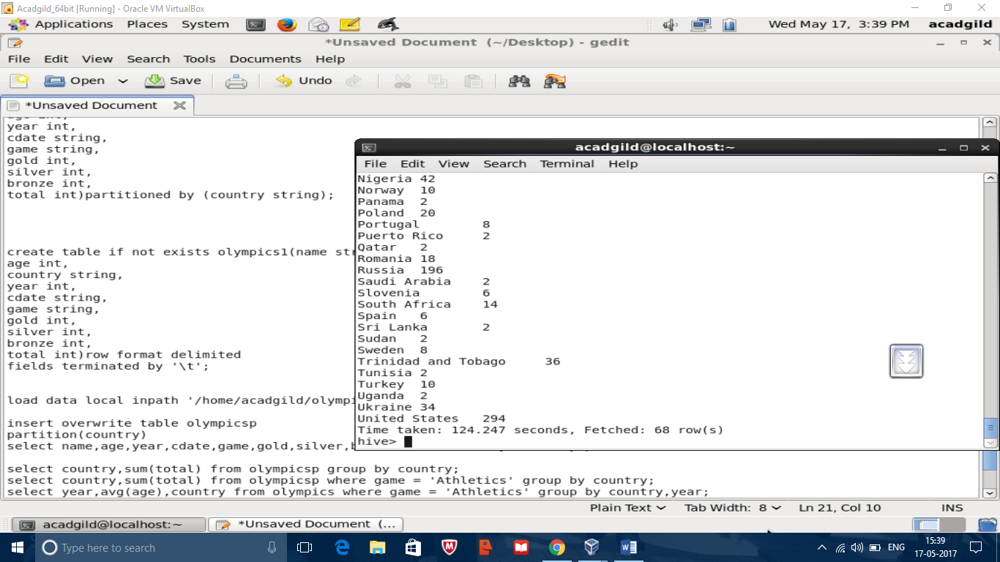 Acadgild_64bit [Running] - Oracle VM VirtualBox
Applications Places System Wed May 17, 3:39 PM acadgild
*Unsaved Document (~/Desktop) - gedit
File Edit View Search Tools Documents Help
Open Save Undo
*Unsaved Document
age int,
year int,
cdate string,
game string,
gold int,
silver int,
bronze int,
total int)partitioned by (country string);
create table if not exists olympics1(name
age int,
country string,
year int,
cdate string,
game string,
gold int,
silver int,
bronze int,
total int)row format delimited
fields terminated by '\t';
load data local inpath '/home/acadgild/olympi
insert overwrite table olympicsp
partition(country)
select name,age,year,cdate,game,gold,silver,
select country,sum(total) from olympicsp group by country;
select country,sum(total) from olympicsp where game = 'Athletics' group by country;
select year,avg(age),country from olympics where game = 'Athletics' group by country,year;
Plain Text Tab Width: 8 Ln 21, Col 10 INS
acadgild@localhost:~
File Edit View Search Terminal Help
Nigeria 42
Norway 10
Panama 2
Poland 20
Portugal 8
Puerto Rico 2
Qatar 2
Romania 18
Russia 196
Saudi Arabia 2
Slovenia 6
South Africa 14
Spain 6
Sri Lanka 2
Sudan 2
Sweden 8
Trinidad and Tobago 36
Tunisia 2
Turkey 10
Uganda 2
Ukraine 34
United States 294
Time taken: 124.247 seconds, Fetched: 68 row(s)
hive>
acadgild@localhost:~ *Unsaved Document (...
Type here to search ENG 15:39
17-05-2017